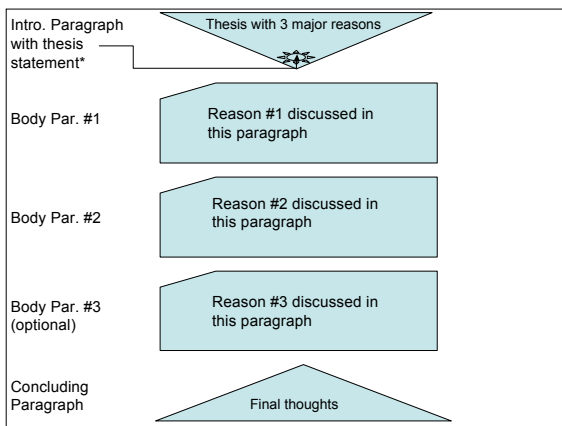 Intro. Paragraph
with thesis
statement*
Thesis with 3 major reasons
Body Par. #1
Reason #1 discussed in
this paragraph
Body Par. #2
Reason #2 discussed in
this paragraph
Body Par. #3
(optional)
Reason #3 discussed in
this paragraph
Concluding
Paragraph
Final thoughts